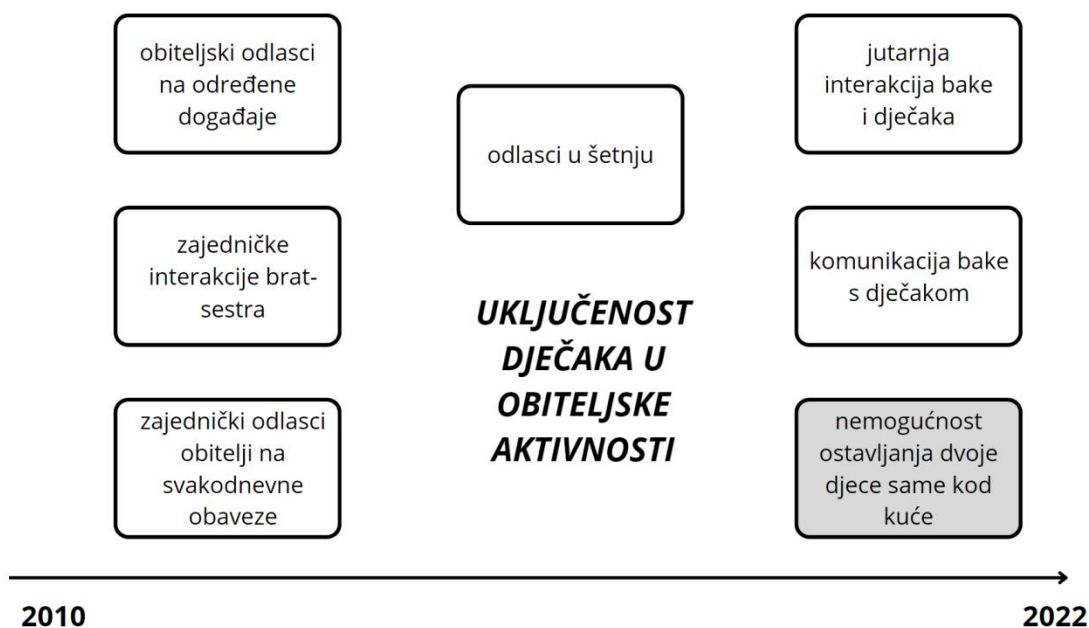 obiteljski odlasci
na određene
događaje
zajedničke
interakcije brat-
sestra
zajednički odlasci
obitelji na
svakodnevne
obaveze
odlasci u šetnju
UKLJUČENOST
DJEČAKA U
OBITELJSKE
AKTIVNOSTI
jutarnja
interakcija bake
i dječaka
komunikacija bake
s dječakom
nemogućnost
ostavljanja dvoje
djece same kod
kuće
2010
2022